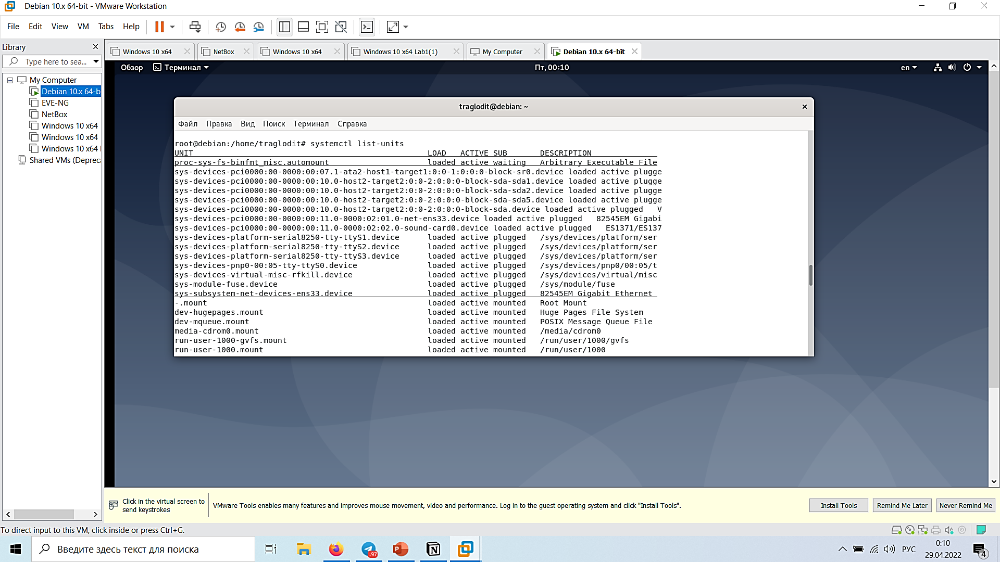 Debian 10.x 64-bit - VMware Workstation
File Edit View VM Tabs Help
Library
Type here to sea...
Windows 10 x64
NetBox
Windows 10 x64
Windows 10 x64 Lab1(1)
My Computer
Debian 10.x 64-bit
My Computer
Debian 10.x 64-b
EVE-NG
NetBox
Windows 10 x64
Windows 10 x64
Windows 10 x64
Shared VMs (Depreca
Обзор Терминал Пт, 00:10 en
traglodit@debian: ~
Файл Правка Вид Поиск Терминал Справка
root@debian:/home/traglodit# systemctl list-units
UNIT LOAD ACTIVE SUB DESCRIPTION
proc-sys-fs-binfmt_misc.automount loaded active waiting Arbitrary Executable File
sys-devices-pci0000:00-0000:00:07.1-ata2-host1-target1:0:0-1:0:0:0-block-sr0.device loaded active plugge
sys-devices-pci0000:00-0000:00:10.0-host2-target2:0:0-2:0:0:0-block-sda-sda1.device loaded active plugge
sys-devices-pci0000:00-0000:00:10.0-host2-target2:0:0-2:0:0:0-block-sda-sda2.device loaded active plugge
sys-devices-pci0000:00-0000:00:10.0-host2-target2:0:0-2:0:0:0-block-sda-sda5.device loaded active plugge
sys-devices-pci0000:00-0000:00:10.0-host2-target2:0:0-2:0:0:0-block-sda.device loaded active plugged V
sys-devices-pci0000:00-0000:00:11.0-0000:02:01.0-net-ens33.device loaded active plugged 82545EM Gigabi
sys-devices-pci0000:00-0000:00:11.0-0000:02:02.0-sound-card0.device loaded active plugged ES1371/ES137
sys-devices-platform-serial8250-tty-ttyS1.device loaded active plugged /sys/devices/platform/ser
sys-devices-platform-serial8250-tty-ttyS2.device loaded active plugged /sys/devices/platform/ser
sys-devices-platform-serial8250-tty-ttyS3.device loaded active plugged /sys/devices/platform/ser
sys-devices-pnp0-00:05-tty-ttyS0.device loaded active plugged /sys/devices/pnp0/00:05/t
sys-devices-virtual-misc-rfkill.device loaded active plugged /sys/devices/virtual/misc
sys-module-fuse.device loaded active plugged /sys/module/fuse
sys-subsystem-net-devices-ens33.device loaded active plugged 82545EM Gigabit Ethernet
-.mount loaded active mounted Root Mount
dev-hugepages.mount loaded active mounted Huge Pages File System
dev-mqueue.mount loaded active mounted POSIX Message Queue File
media-cdrom0.mount loaded active mounted /media/cdrom0
run-user-1000-gvfs.mount loaded active mounted /run/user/1000/gvfs
run-user-1000.mount loaded active mounted /run/user/1000
Click in the virtual screen to
send keystrokes
VMware Tools enables many features and improves mouse movement, video and performance. Log in to the guest operating system and click "Install Tools".
Install Tools
Remind Me Later
Never Remind Me
To direct input to this VM, click inside or press Ctrl+G.
Введите здесь текст для поиска
..97
P
N
РУС
0:10
29.04.2022
4